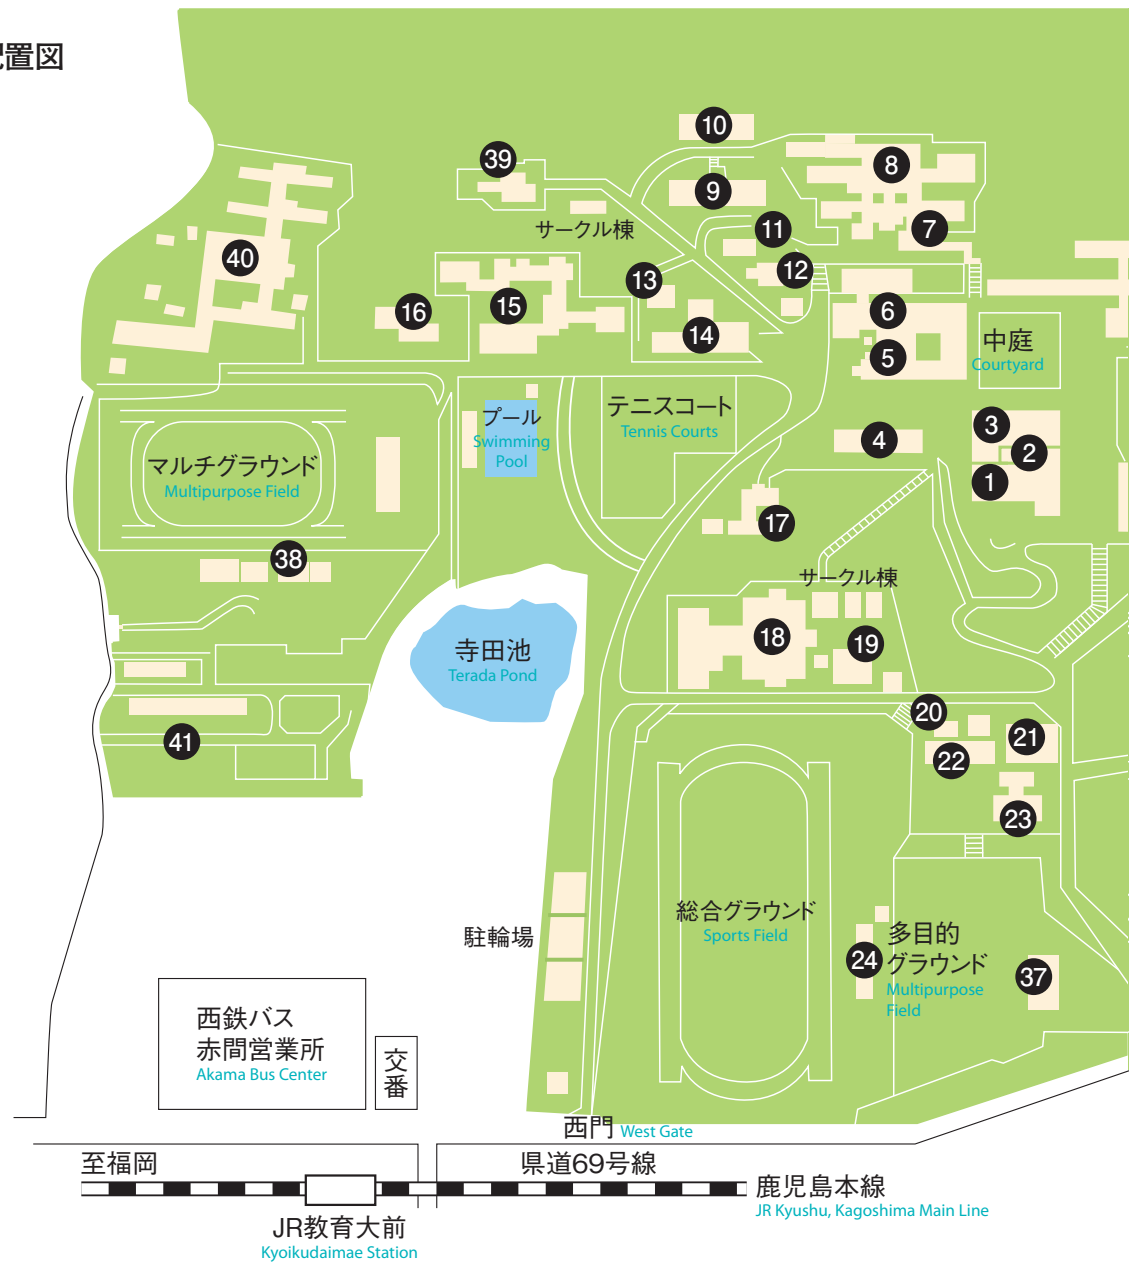 配置図
10
39
8
9
サークル棟
11
7
40
12
13
15
16
6
14
中庭
Courtyard
5
テニスコート
Tennis Courts
プール
Swimming
Pool
3
4
2
マルチグラウンド
Multipurpose Field
1
17
38
サークル棟
寺田池
Terada Pond
18
19
20
41
21
22
23
総合グラウンド
Sports Field
駐輪場
24
多目的
グラウンド
Multipurpose
Field
37
西鉄バス
赤間営業所
Akama Bus Center
交番
西門 West Gate
至福岡
県道69号線
鹿児島本線
JR Kyushu, Kagoshima Main Line
JR教育大前
Kyoikudaimae Station